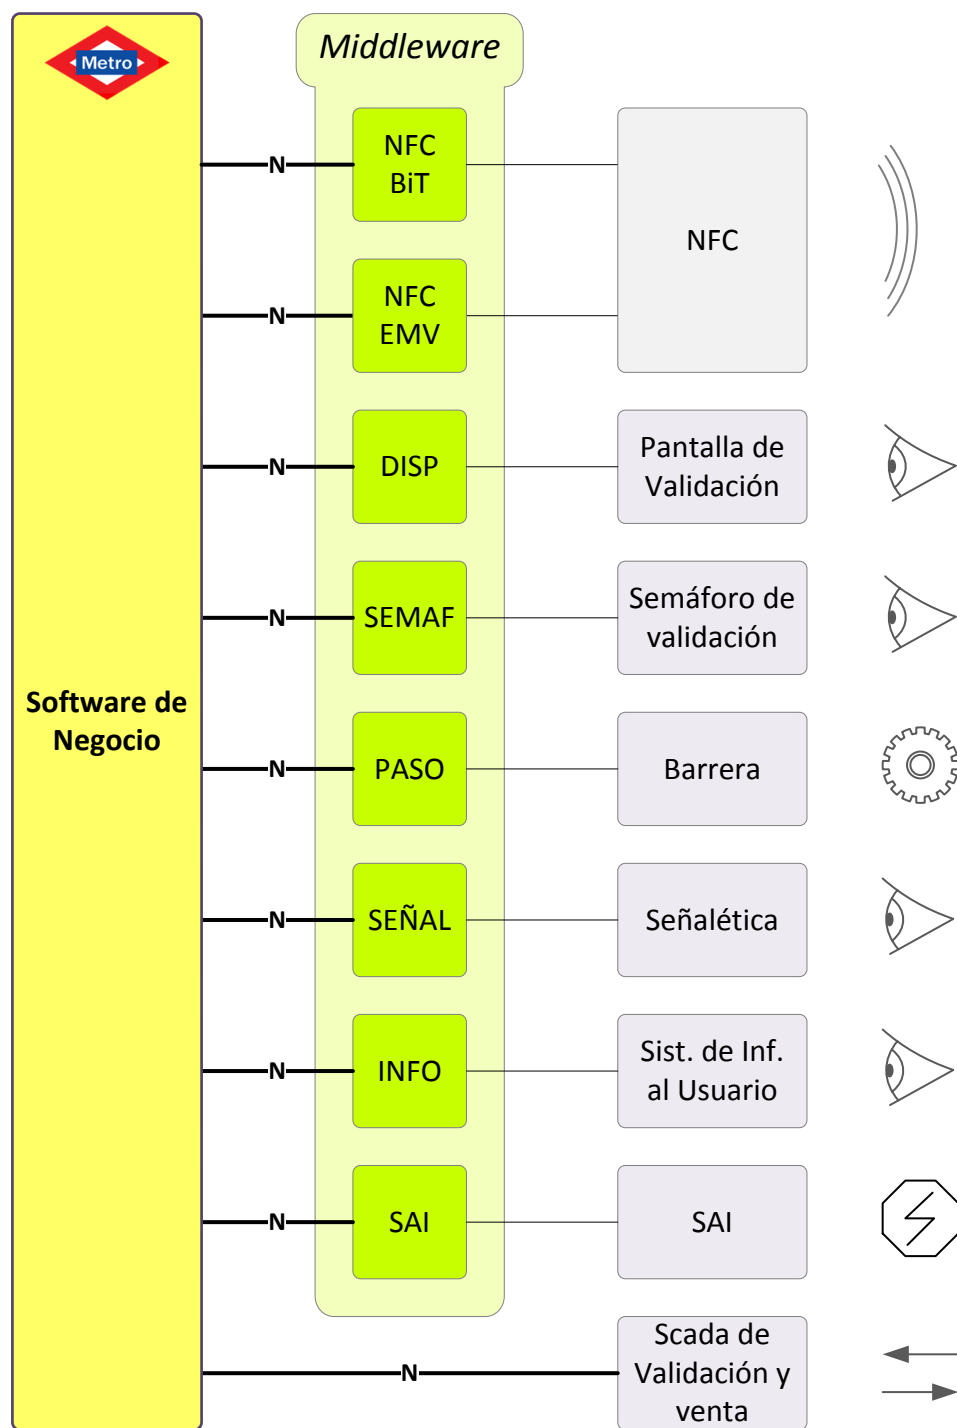 Metro
Middleware
NFC
BiT
N
NFC
NFC
EMV
N
DISP
N
Pantalla de
Validación
SEMAF
N
Semáforo de
validación
Software de
Negocio
PASO
N
Barrera
SEÑAL
N
Señalética
INFO
N
Sist. de Inf.
al Usuario
SAI
N
SAI
N
Scada de
Validación y
venta